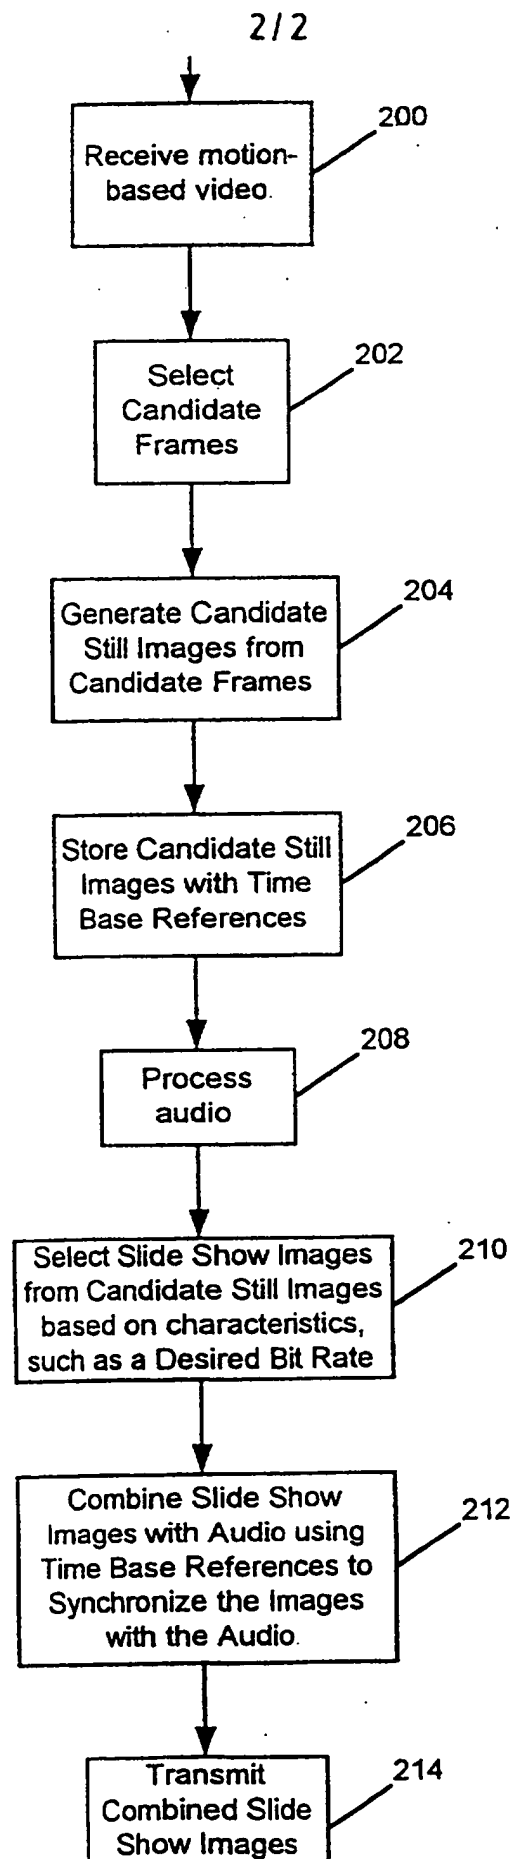 2/2
200
Receive motion-
based video
202
Select
Candidate
Frames
204
Generate Candidate
Still Images from
Candidate Frames
206
Store Candidate Still
Images with Time
Base References
208
Process
audio
210
Select Slide Show Images
from Candidate Still Images
based on characteristics,
such as a Desired Bit Rate
212
Combine Slide Show
Images with Audio using
Time Base References to
Synchronize the Images
with the Audio
214
Transmit
Combined Slide
Show Images